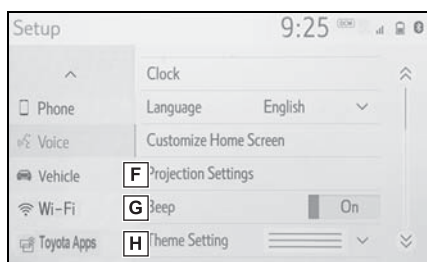 Setup 9:25 DCM
Clock
Phone
Language English
Voice
Customize Home Screen
Vehicle
F Projection Settings
Wi-Fi
G Beep On
Toyota Apps
H Theme Setting